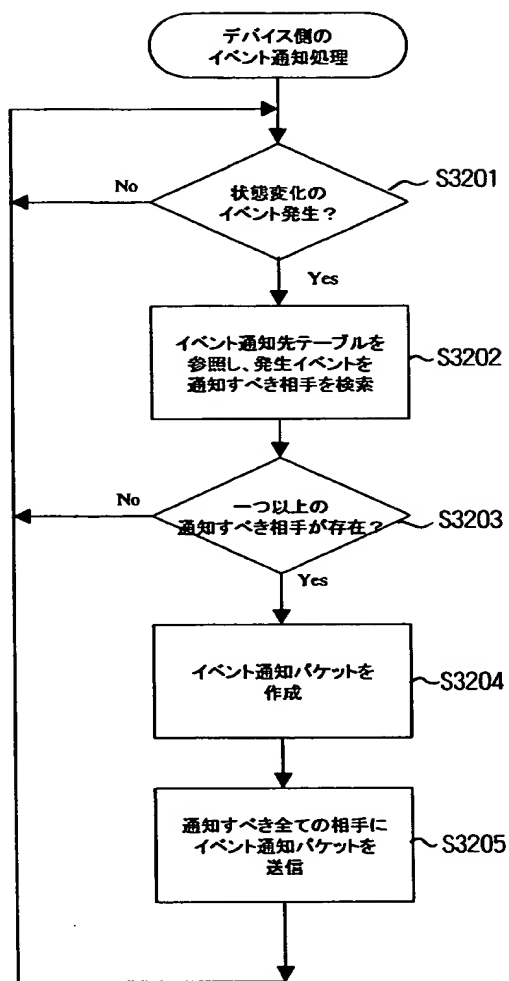 デバイス側の
イベント通知処理
No
状態変化の
イベント発生?
S3201
Yes
イベント通知先テーブルを
参照し、発生イベントを
通知すべき相手を検索
S3202
No
一つ以上の
通知すべき相手が存在?
S3203
Yes
イベント通知パケットを
作成
S3204
通知すべき全ての相手に
イベント通知パケットを
送信
S3205